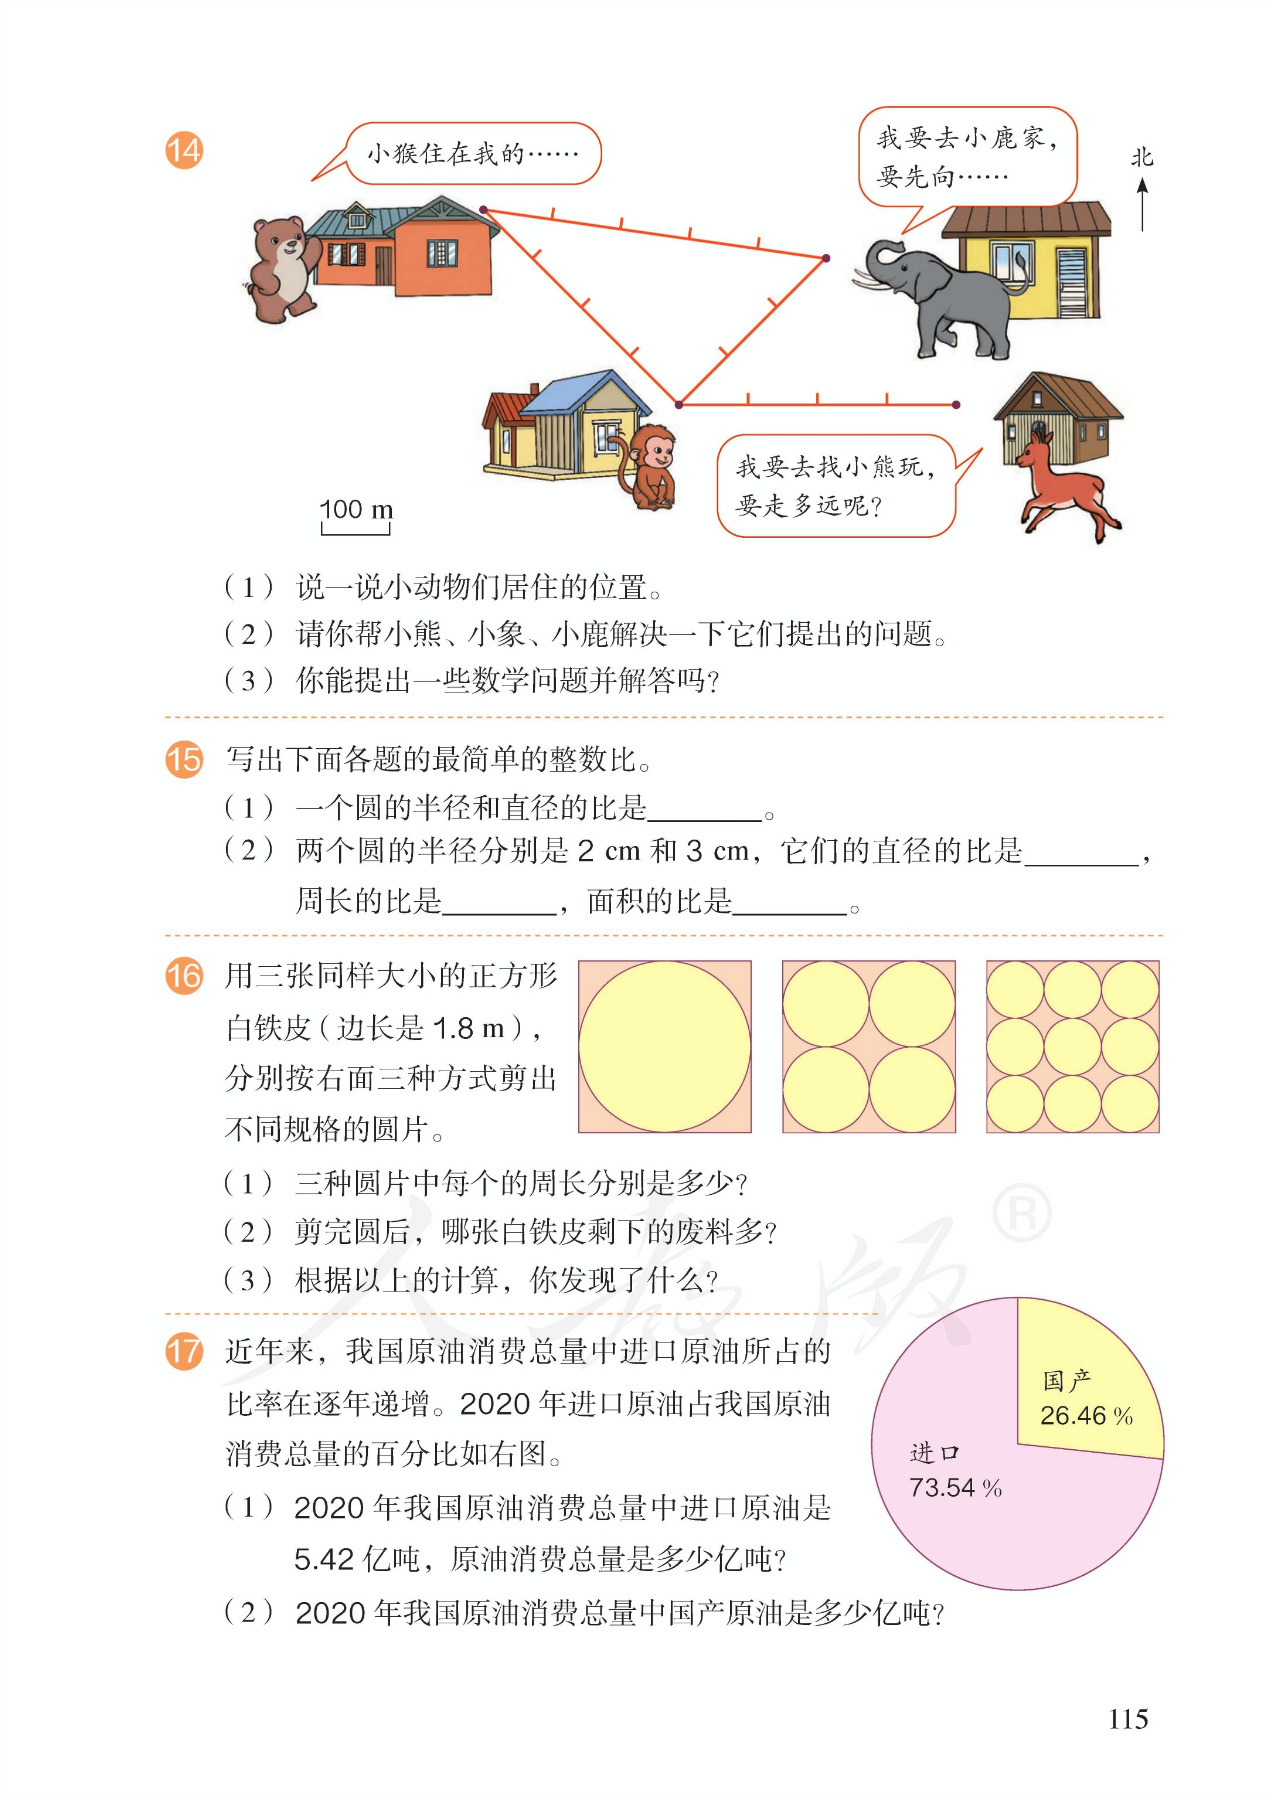 14
小猴住在我的……
我要去小鹿家，
要先向……
北
我要去找小熊玩，
要走多远呢？
100 m
（1） 说一说小动物们居住的位置。
（2） 请你帮小熊、小象、小鹿解决一下它们提出的问题。
（3） 你能提出一些数学问题并解答吗？
15 写出下面各题的最简单的整数比。
（1） 一个圆的半径和直径的比是________。
（2） 两个圆的半径分别是 2 cm 和 3 cm，它们的直径的比是________，
周长的比是________，面积的比是________。
16 用三张同样大小的正方形
白铁皮（边长是 1.8 m），
分别按右面三种方式剪出
不同规格的圆片。
（1） 三种圆片中每个的周长分别是多少？
（2） 剪完圆后，哪张白铁皮剩下的废料多？
（3） 根据以上的计算，你发现了什么？
人教版®
17 近年来，我国原油消费总量中进口原油所占的
比率在逐年递增。2020 年进口原油占我国原油
消费总量的百分比如右图。
（1） 2020 年我国原油消费总量中进口原油是
5.42 亿吨，原油消费总量是多少亿吨？
（2） 2020 年我国原油消费总量中国产原油是多少亿吨？
国产
26.46 %
进口
73.54 %
115